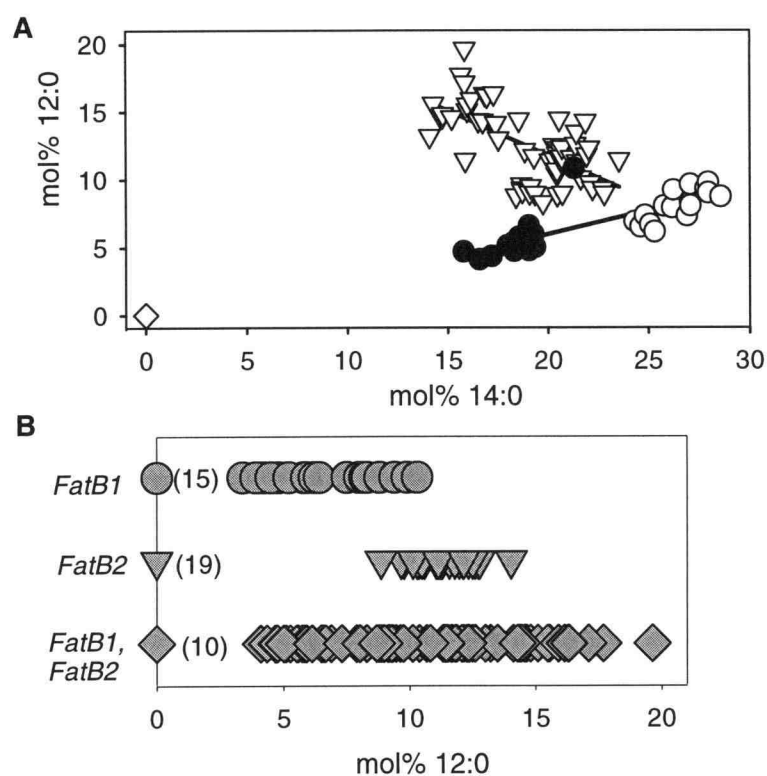 A
20
15
10
5
0
mol% 12:0
0 5 10 15 20 25 30
mol% 14:0
B
FatB1 (15)
FatB2 (19)
FatB1, (10)
FatB2
0 5 10 15 20
mol% 12:0